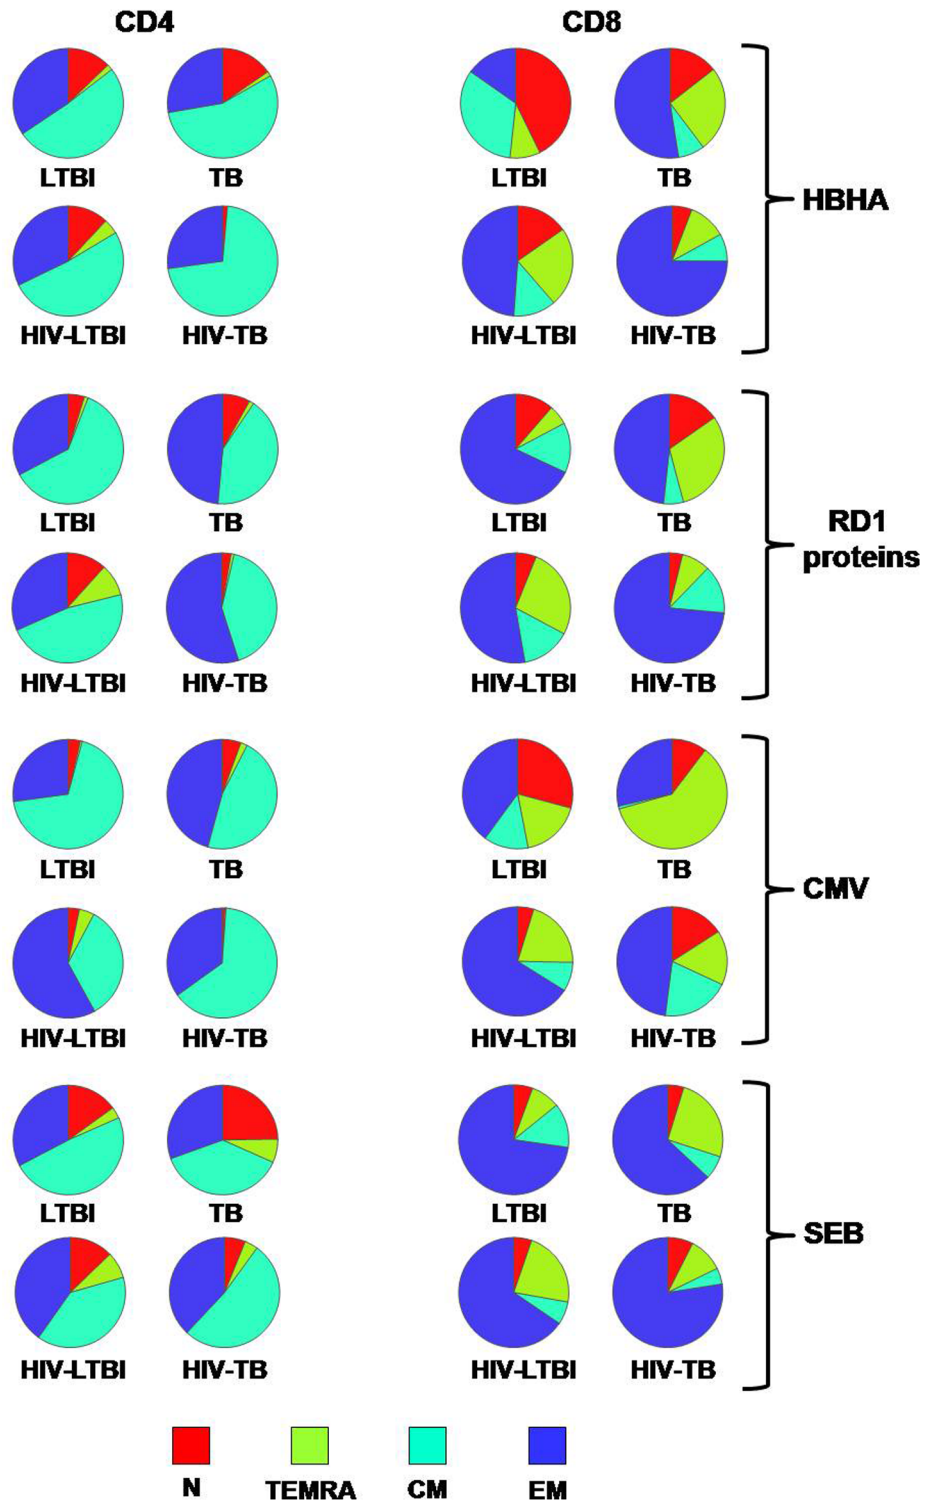 CD4 CD8
LTBI TB LTBI TB
HBHA
HIV-LTBI HIV-TB HIV-LTBI HIV-TB
LTBI TB LTBI TB
RD1
proteins
HIV-LTBI HIV-TB HIV-LTBI HIV-TB
LTBI TB LTBI TB
CMV
HIV-LTBI HIV-TB HIV-LTBI HIV-TB
LTBI TB LTBI TB
SEB
HIV-LTBI HIV-TB HIV-LTBI HIV-TB
N TEMRA CM EM